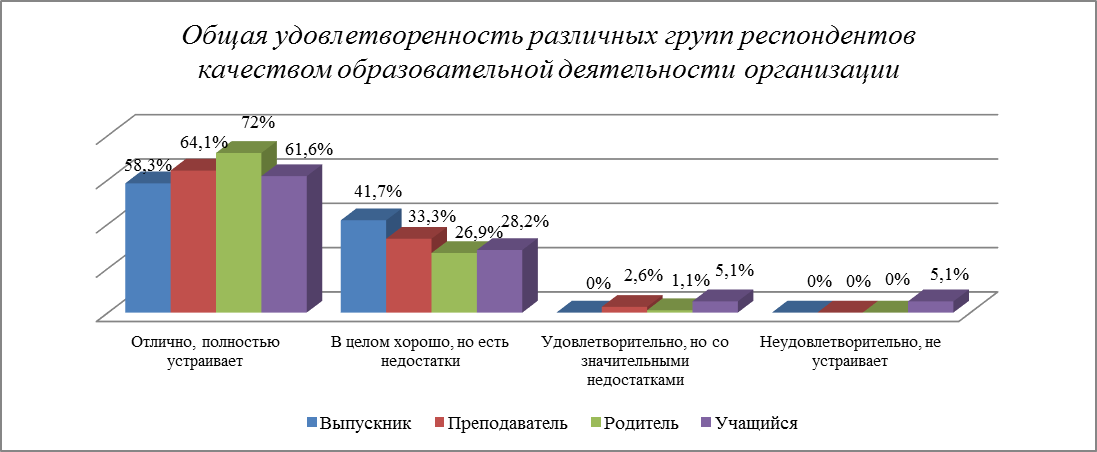 Общая удовлетворенность различных групп респондентов
качеством образовательной деятельности организации
58,3% 64,1% 72% 61,6%
41,7% 33,3% 26,9% 28,2%
0% 2,6% 1,1% 5,1%
0% 0% 0% 5,1%
Отлично, полностью
устраивает
В целом хорошо, но есть
недостатки
Удовлетворительно, но со
значительными
недостатками
Неудовлетворительно, не
устраивает
Выпускник Преподаватель Родитель Учащийся